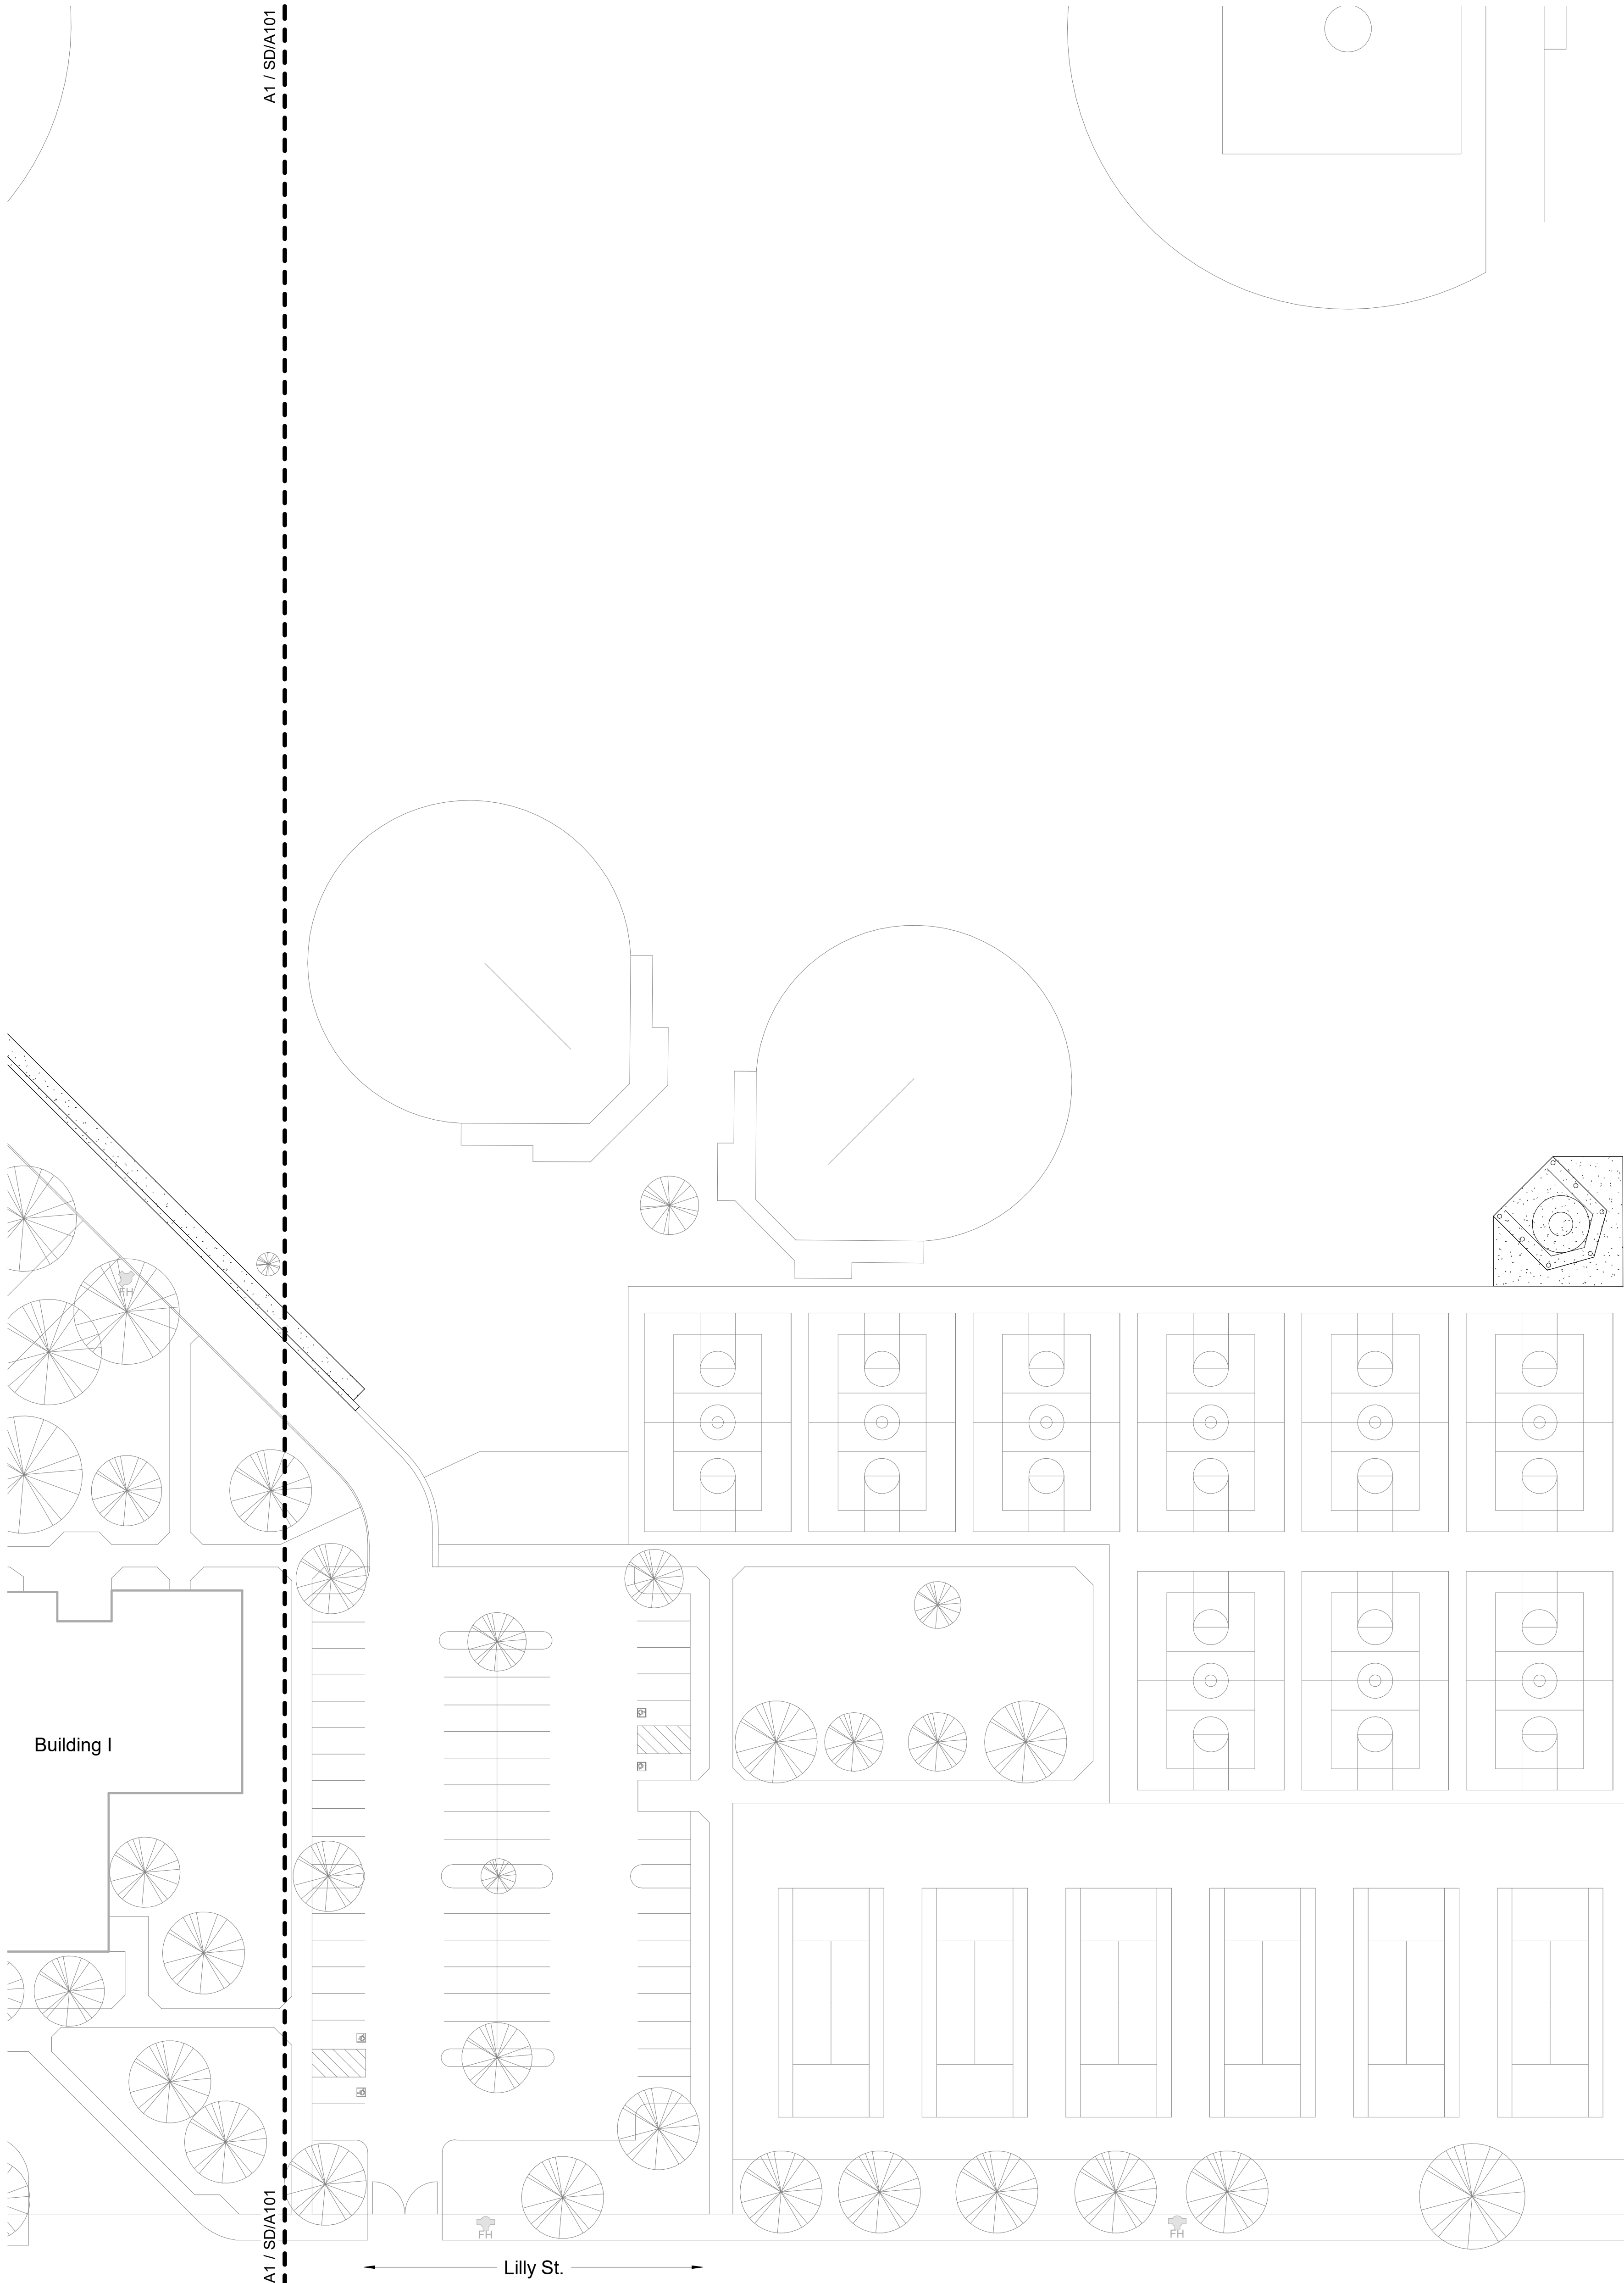 A1 / SD/A101
FH
Building I
A1 / SD/A101
FH
FH
Lilly St.